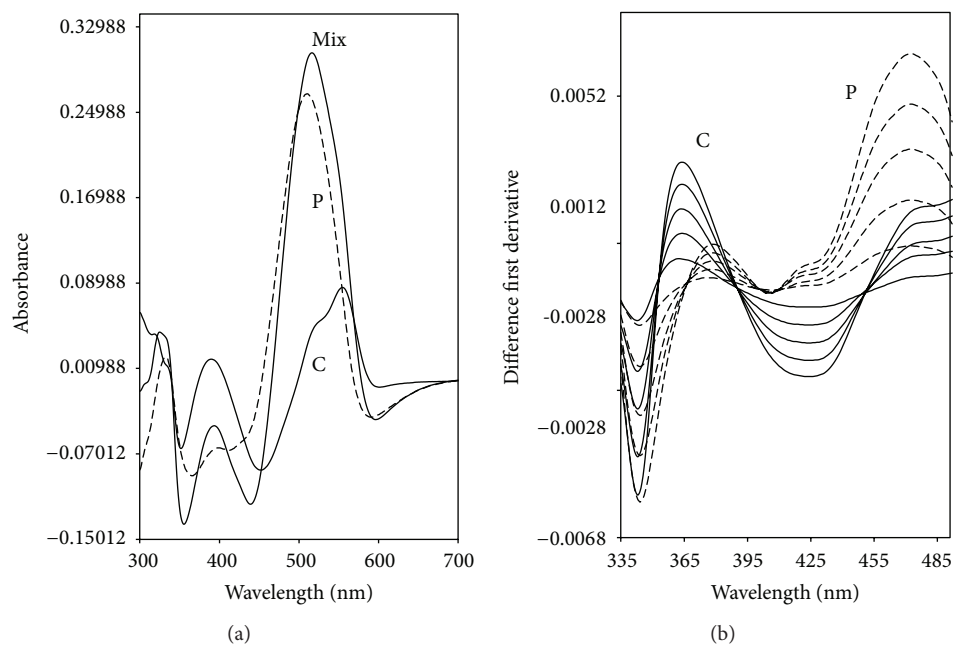 0.32988
0.24988
0.16988
0.08988
0.00988
−0.07012
−0.15012
Absorbance
Mix
P
C
300 400 500 600 700
Wavelength (nm)
(a)
0.0052
0.0012
-0.0028
−0.0028
−0.0068
Difference first derivative
C
P
335 365 395 425 455 485
Wavelength (nm)
(b)